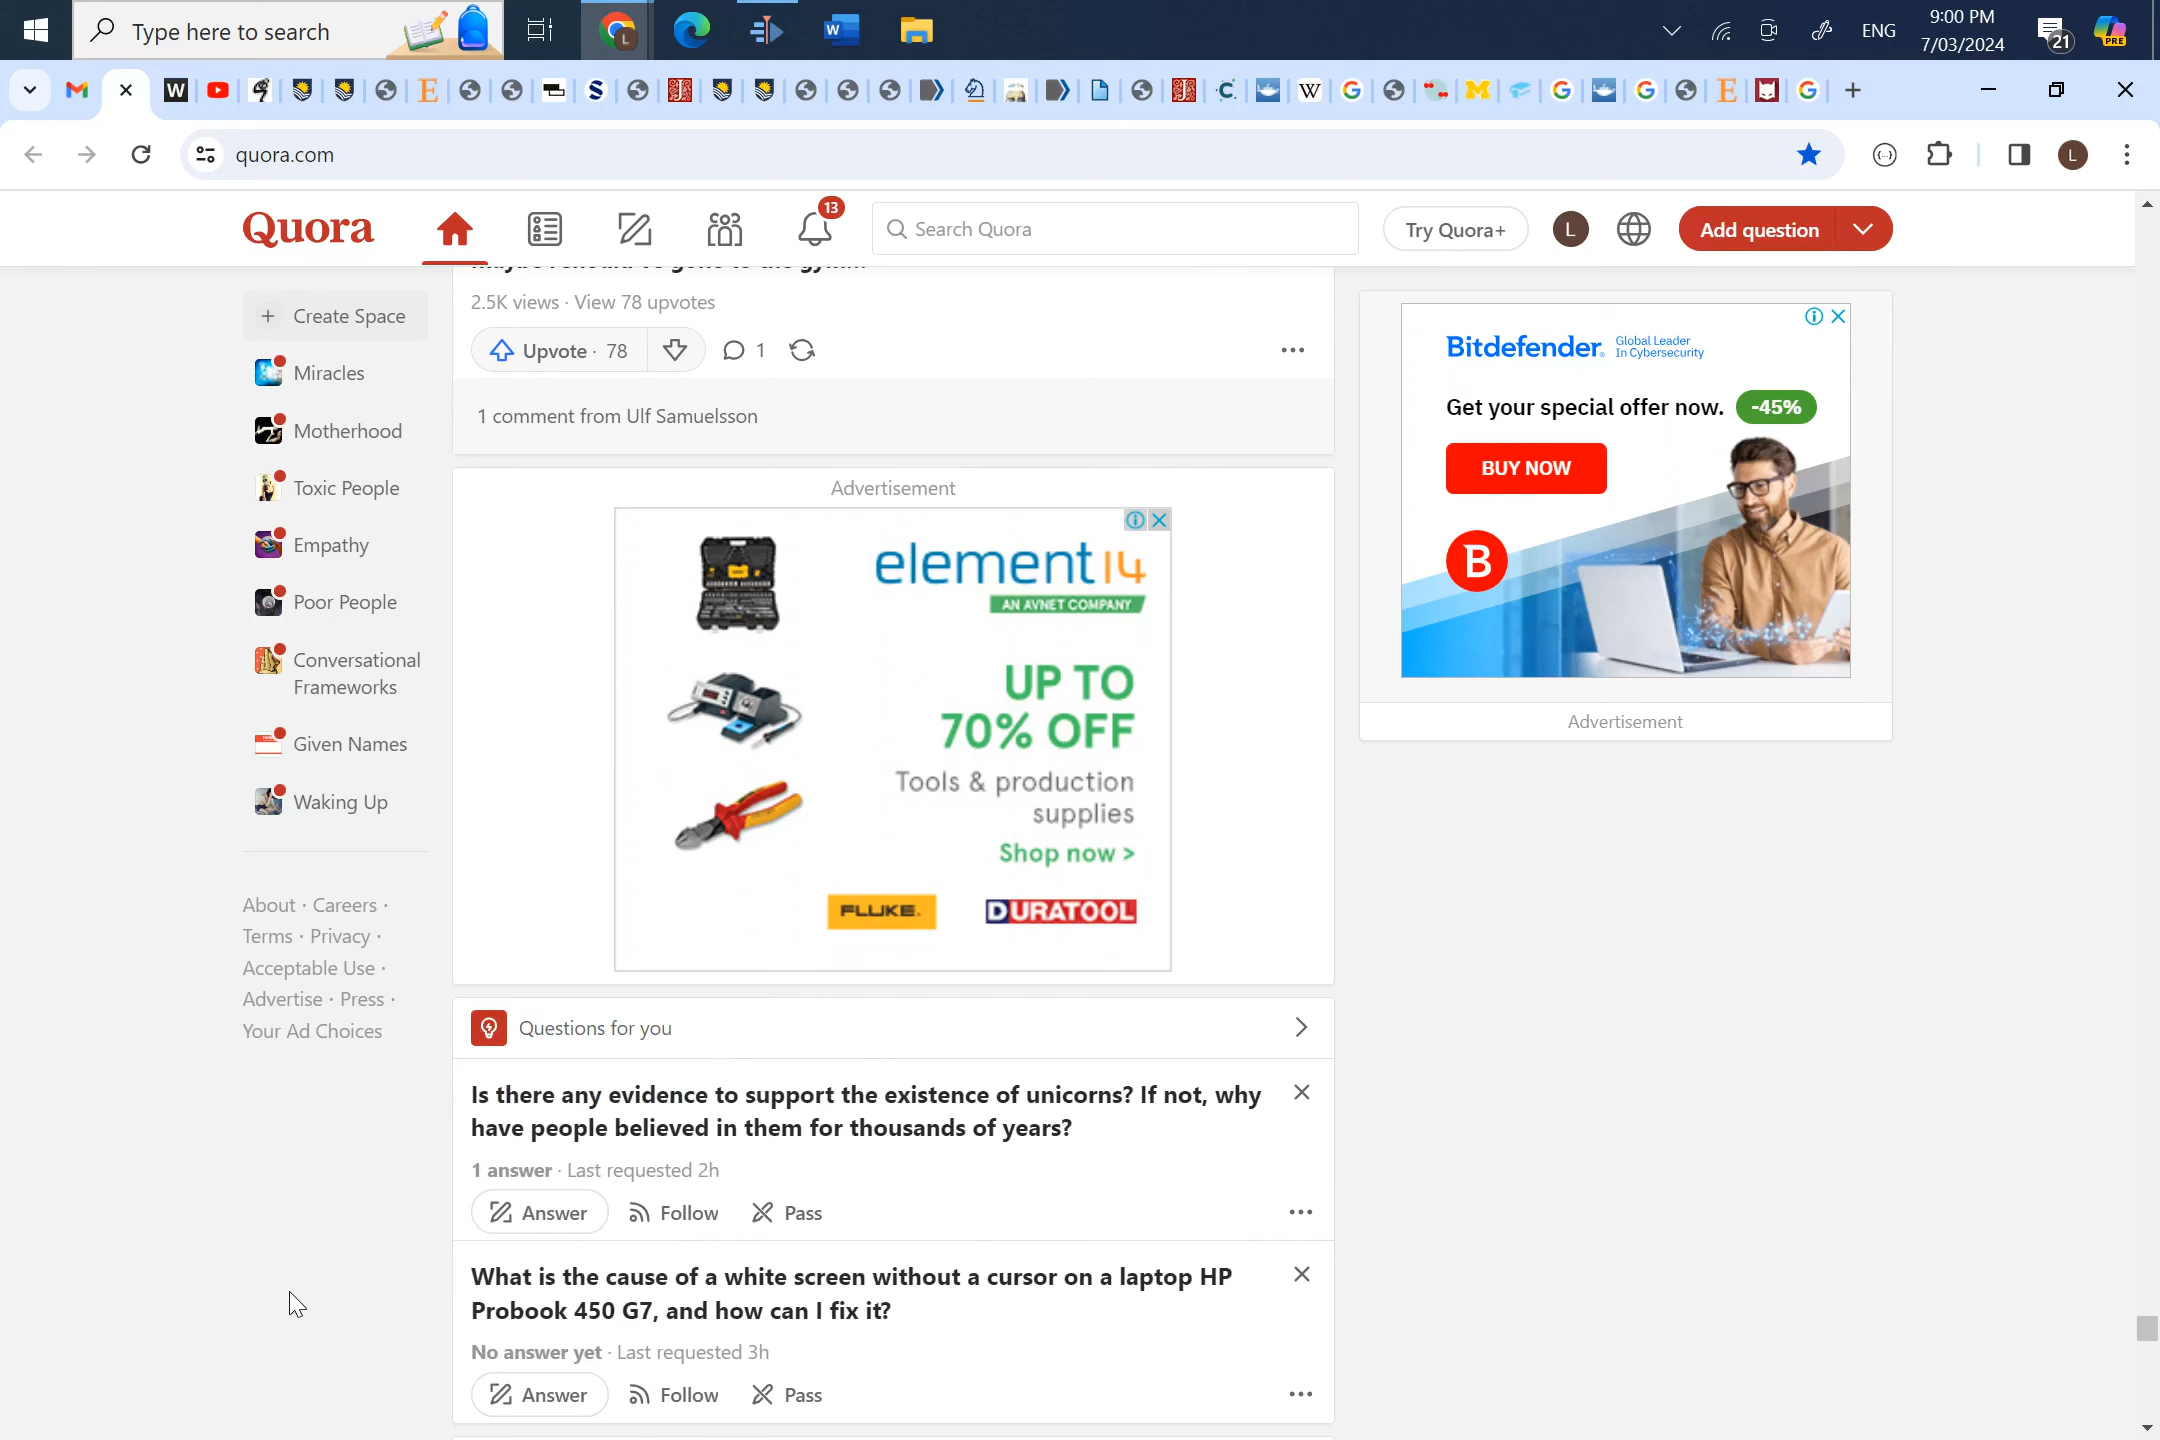 Type here to search
ENG
9:00 PM
7/03/2024
21
PRE
quora.com
L
Quora
13
Search Quora
Try Quora+
L
Add question
2.5K views · View 78 upvotes
Upvote · 78
1
1 comment from Ulf Samuelsson
Create Space
Miracles
Motherhood
Toxic People
Empathy
Poor People
Conversational
Frameworks
Given Names
Waking Up
About · Careers ·
Terms · Privacy ·
Acceptable Use ·
Advertise · Press ·
Your Ad Choices
Advertisement
element14
AN AVNET COMPANY
UP TO
70% OFF
Tools & production
supplies
Shop now >
FLUKE.
DURATOOL
Questions for you
Is there any evidence to support the existence of unicorns? If not, why
have people believed in them for thousands of years?
1 answer · Last requested 2h
Answer
Follow
Pass
What is the cause of a white screen without a cursor on a laptop HP
Probook 450 G7, and how can I fix it?
No answer yet · Last requested 3h
Answer
Follow
Pass
Bitdefender
Global Leader
In Cybersecurity
Get your special offer now.
-45%
BUY NOW
B
Advertisement